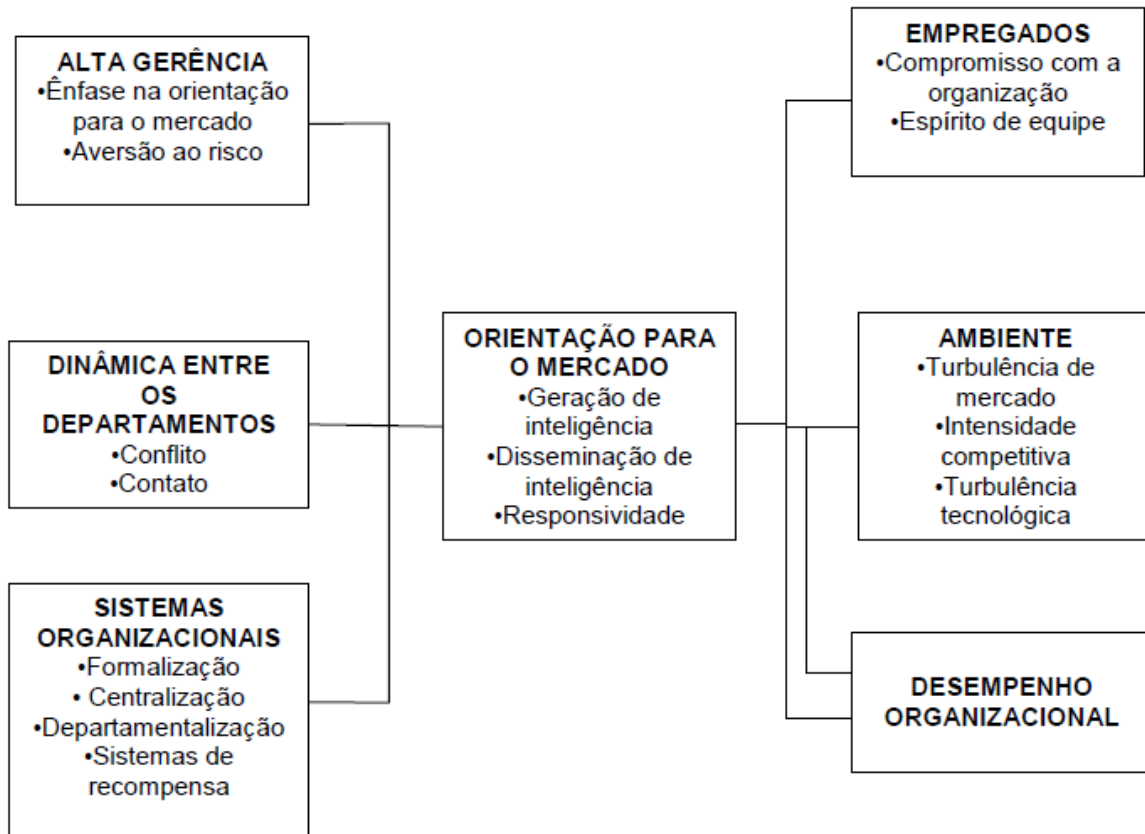 ALTA GERÊNCIA
•Ênfase na orientação
para o mercado
•Aversão ao risco
DINÂMICA ENTRE
OS
DEPARTAMENTOS
•Conflito
•Contato
SISTEMAS
ORGANIZACIONAIS
•Formalização
• Centralização
•Departamentalização
•Sistemas de
recompensa
ORIENTAÇÃO PARA
O MERCADO
•Geração de
inteligência
•Disseminação de
inteligência
•Responsividade
EMPREGADOS
•Compromisso com a
organização
•Espírito de equipe
AMBIENTE
•Turbulência de
mercado
•Intensidade
competitiva
•Turbulência
tecnológica
DESEMPENHO
ORGANIZACIONAL